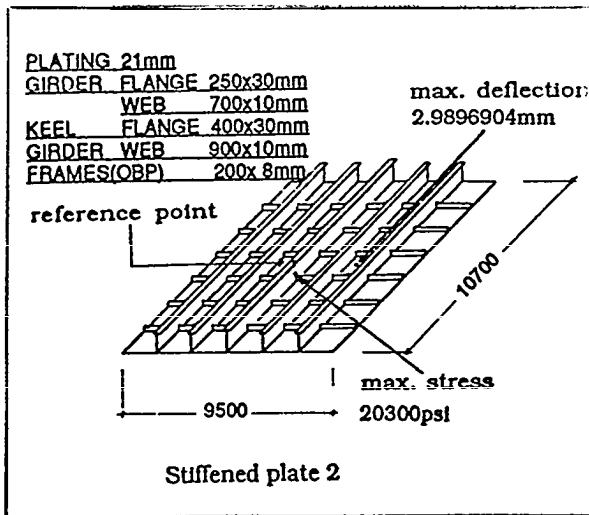 PLATING 21mm
GIRDER FLANGE 250x30mm
WEB 700x10mm
KEEL FLANGE 400x30mm
GIRDER WEB 900x10mm
FRAMES(OBP) 200x 8mm
max. deflection
2.9896904mm
reference point
10700
max. stress
20300psi
9500
Stiffened plate 2